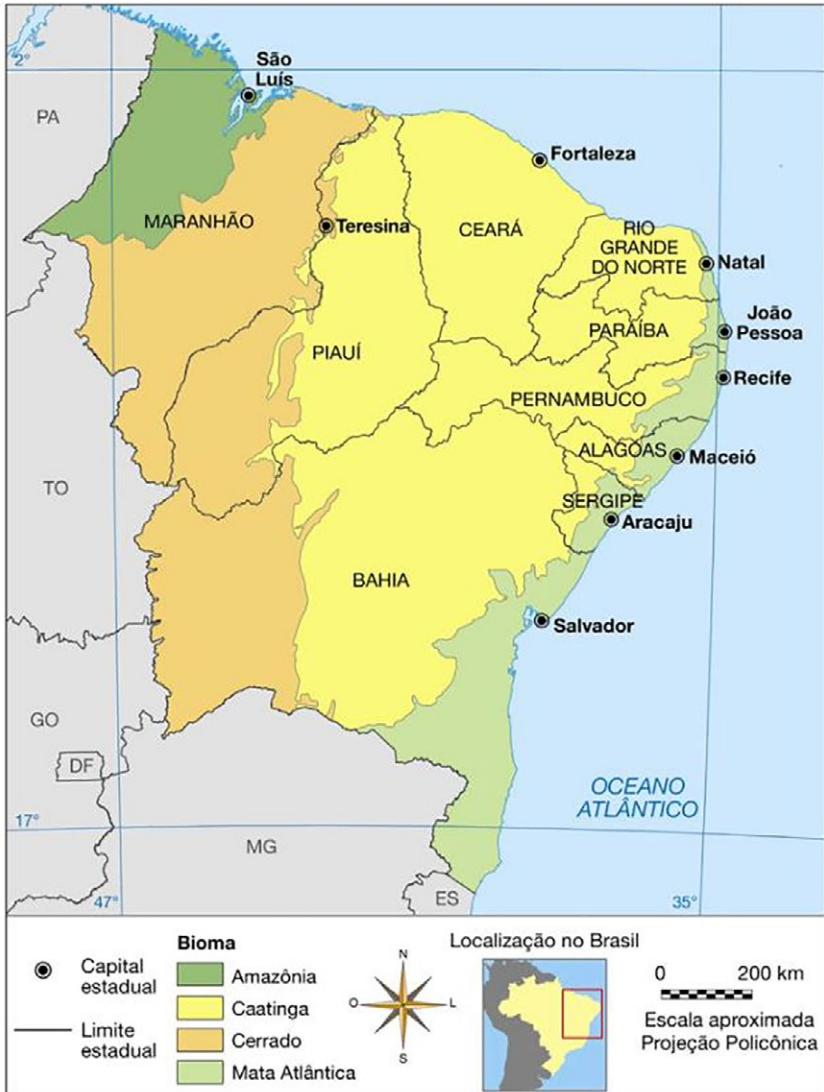 São
Luís
2°
PA
Fortaleza
MARANHÃO
Teresina
CEARÁ
RIO
GRANDE
DO NORTE
Natal
João
Pessoa
PARAÍBA
PIAUÍ
Recife
PERNAMBUCO
ALAGOAS
Maceió
TO
SERGIPE
Aracaju
BAHIA
Salvador
GO
DF
OCEANO
ATLÂNTICO
17°
MG
ES
47°
35°
Capital
estadual
Limite
estadual
Bioma
Amazônia
Caatinga
Cerrado
Mata Atlântica
N
O
L
S
Localização no Brasil
0 200 km
Escala aproximada
Projeção Policônica